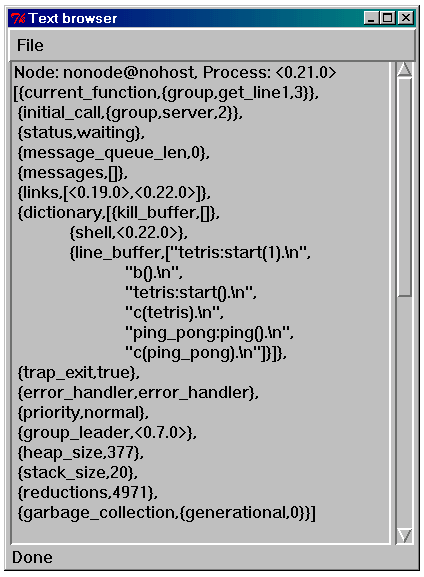 Text browser
File
Node: nonode@nohost, Process: <0.21.0>
[{current_function,{group,get_line1,3}},
{initial_call,{group,server,2}},
{status,waiting},
{message_queue_len,0},
{messages,[]},
{links,[<0.19.0>,<0.22.0>]},
{dictionary,[{kill_buffer,[]},
{shell,<0.22.0>},
{line_buffer,["tetris:start(1).\n",
"b().\n",
"tetris:start().\n",
"c(tetris).\n",
"ping_pong:ping().\n",
"c(ping_pong).\n"]}]},
{trap_exit,true},
{error_handler,error_handler},
{priority,normal},
{group_leader,<0.7.0>},
{heap_size,377},
{stack_size,20},
{reductions,4971},
{garbage_collection,{generational,0}}]
Done